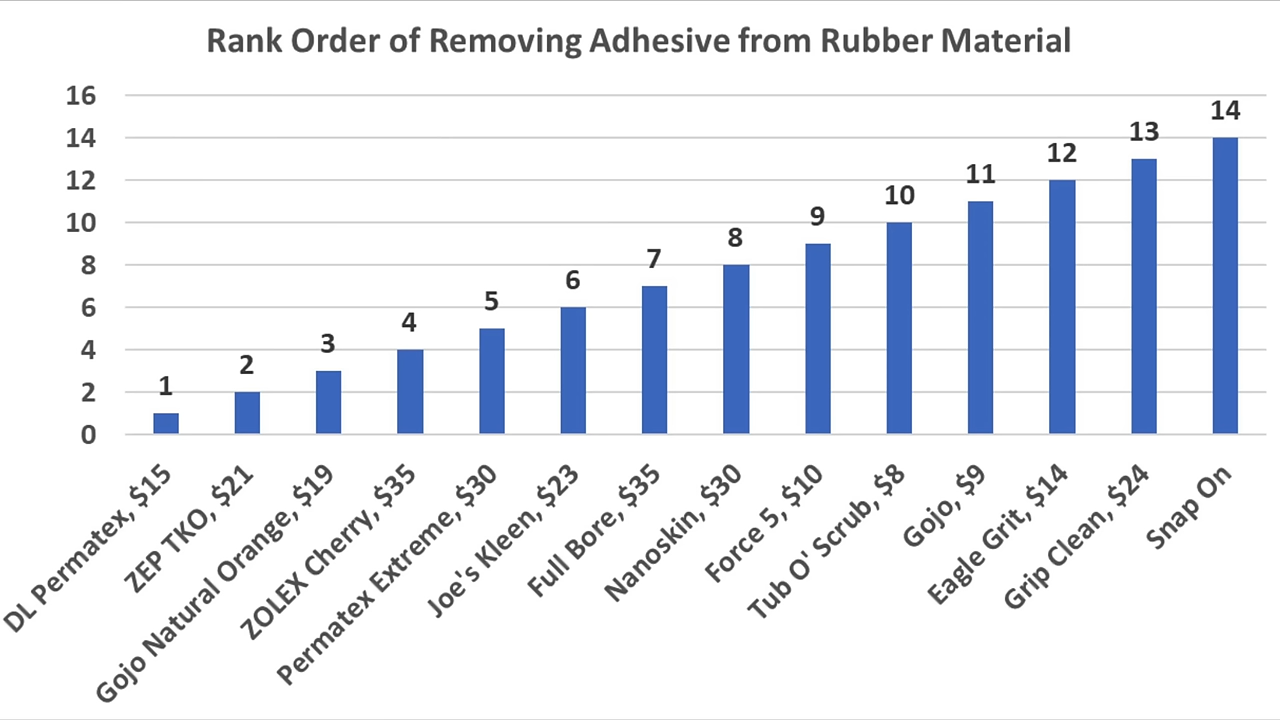 Rank Order of Removing Adhesive from Rubber Material
16
14
12
10
8
6
4
2
0
1
2
3
4
5
6
7
8
9
10
11
12
13
14
DL Permatex, $15
ZEP TKO, $21
Gojo Natural Orange, $19
ZOLEX Cherry, $35
Permatex Extreme, $30
Joe's Kleen, $23
Full Bore, $35
Nanoskin, $30
Force 5, $10
Tub O' Scrub, $8
Gojo, $9
Eagle Grit, $14
Grip Clean, $24
Snap On